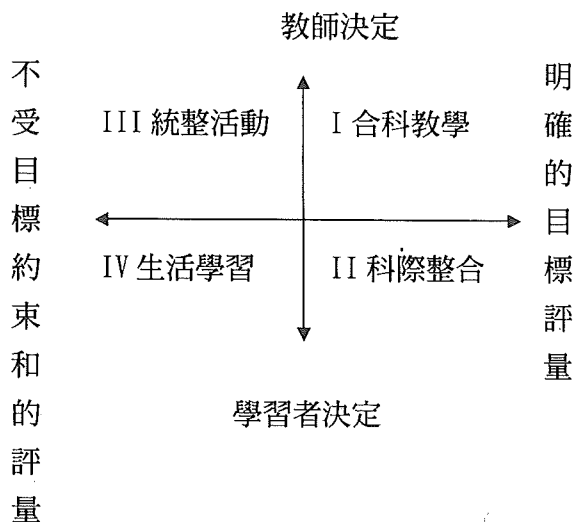 教師決定
不受目標約束和的評量
III 統整活動
I 合科教學
明確的目標評量
IV 生活學習
II 科際整合
學習者決定